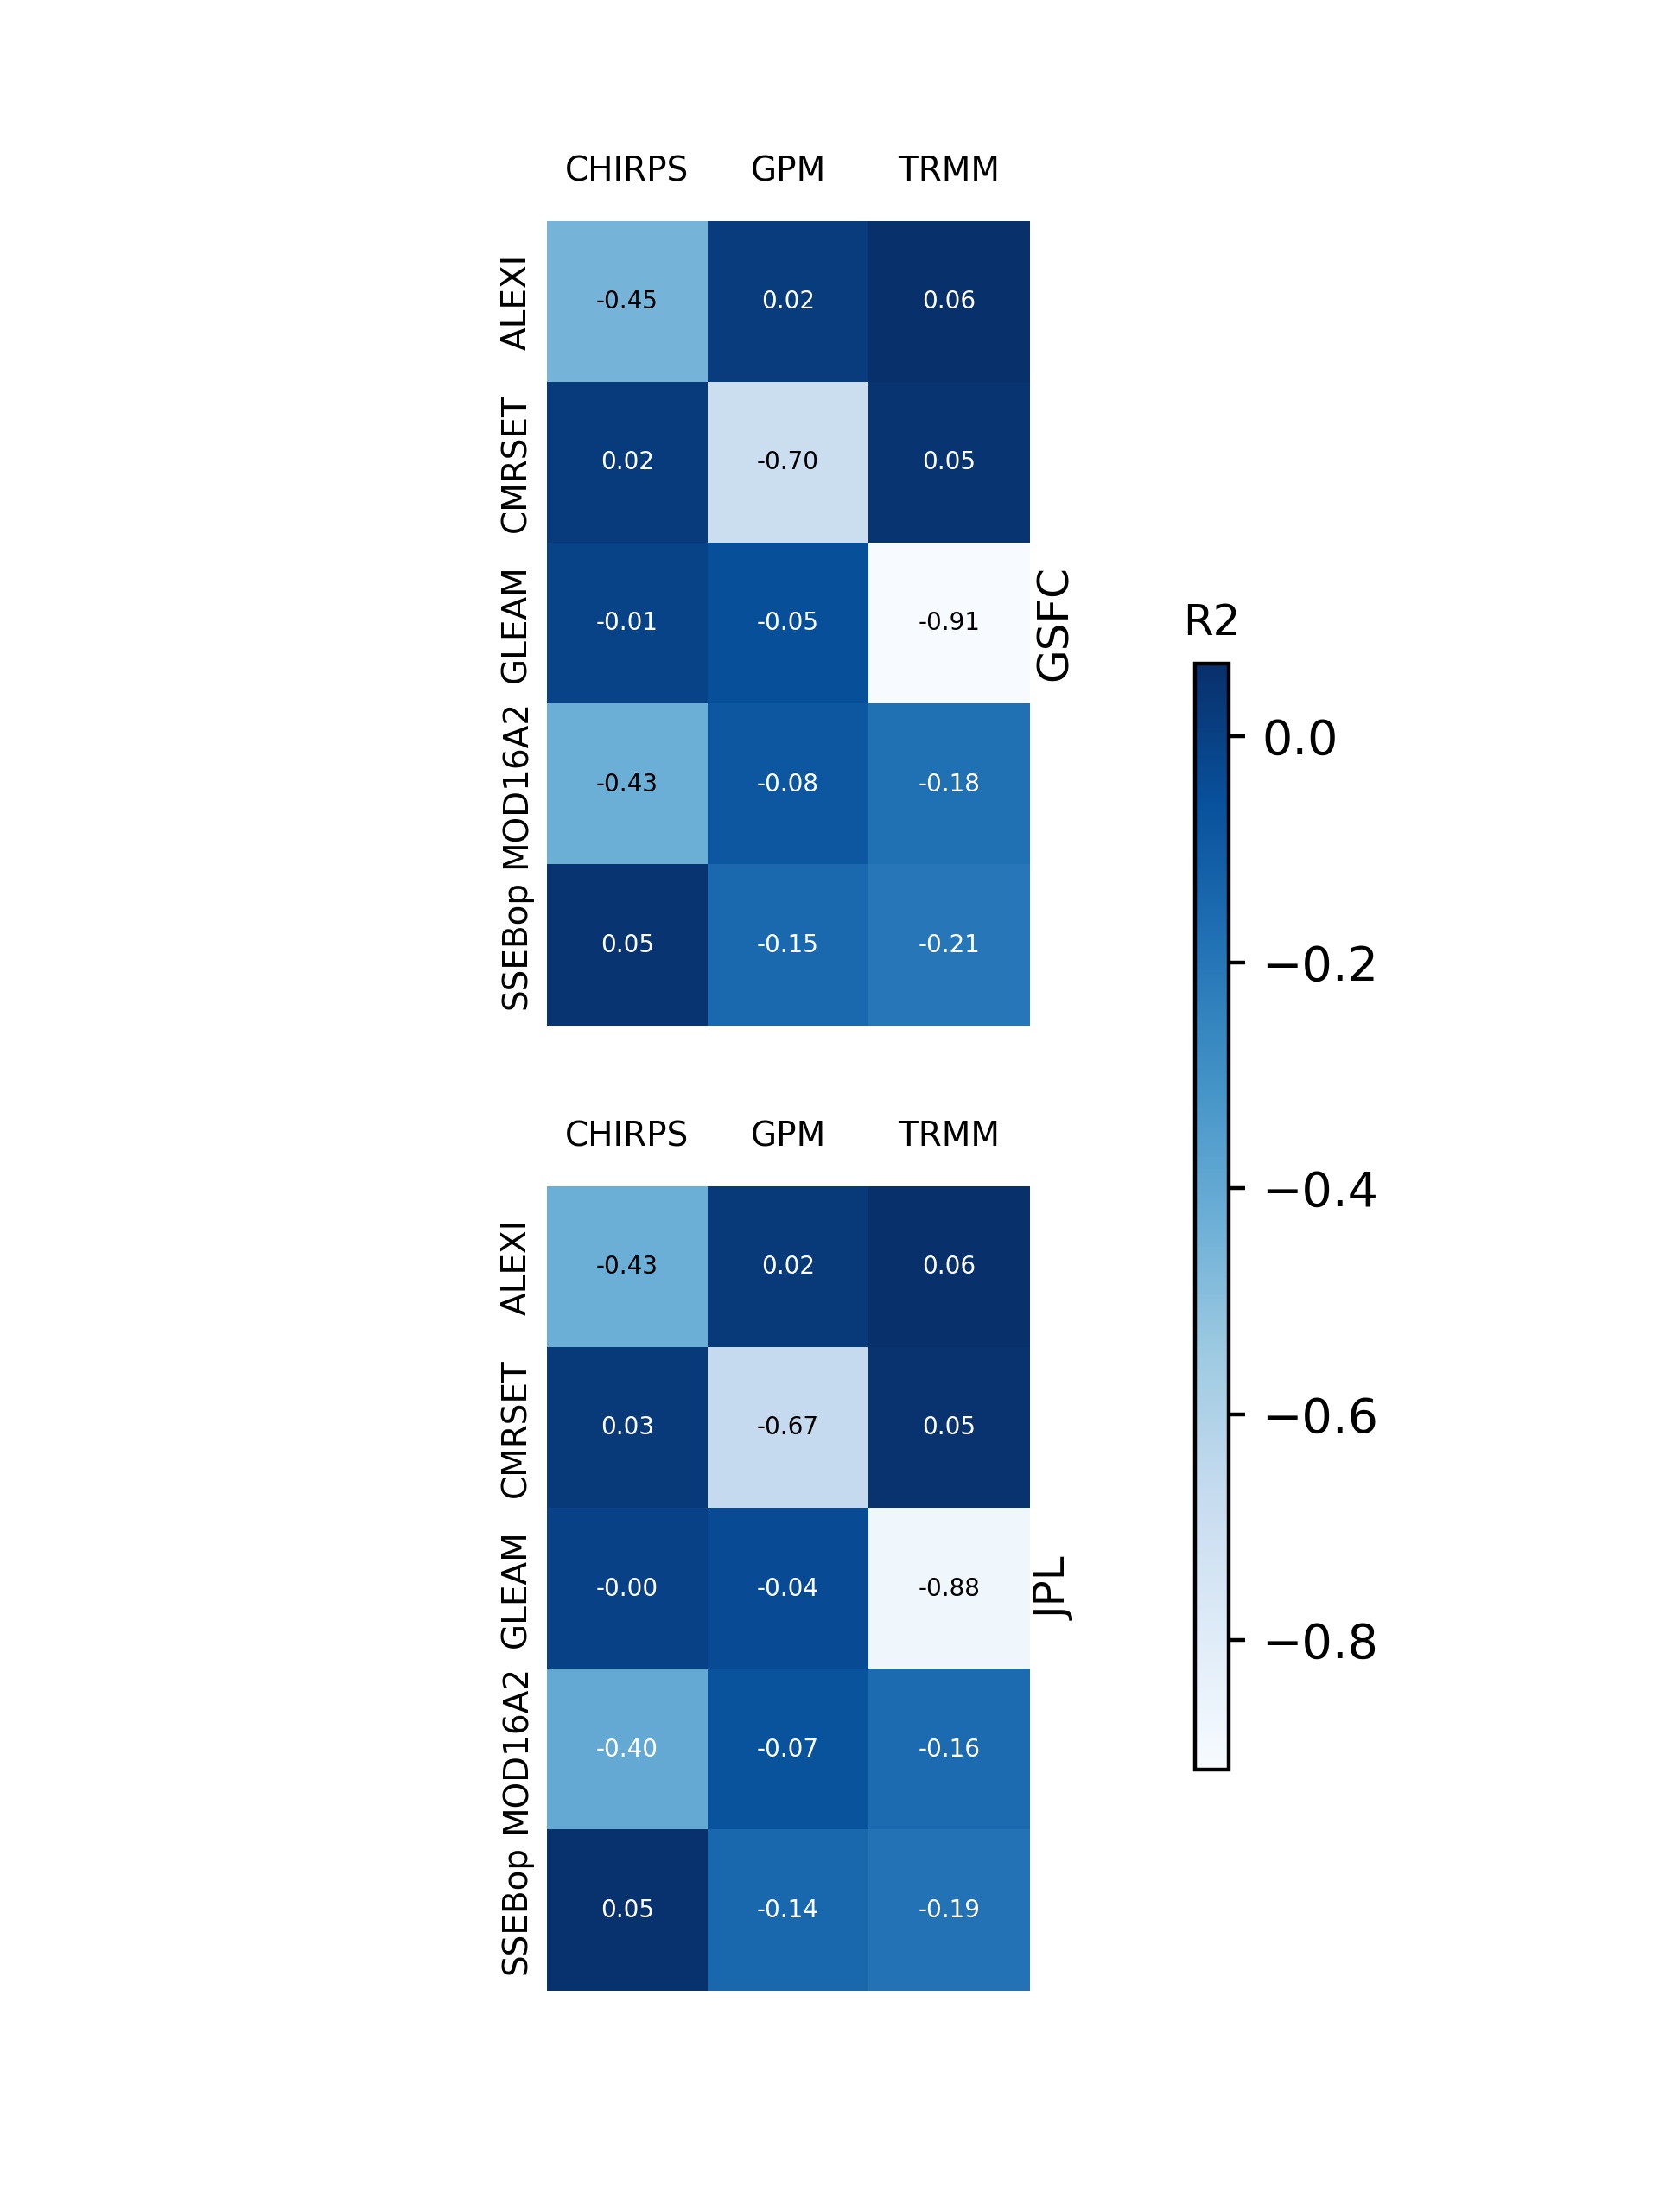 CHIRPS GPM TRMM
ALEXI -0.45 0.02 0.06
CMRSET 0.02 -0.70 0.05
GLEAM -0.01 -0.05 -0.91
MOD16A2 -0.43 -0.08 -0.18
SSEBop 0.05 -0.15 -0.21
GSFC
CHIRPS GPM TRMM
ALEXI -0.43 0.02 0.06
CMRSET 0.03 -0.67 0.05
GLEAM -0.00 -0.04 -0.88
MOD16A2 -0.40 -0.07 -0.16
SSEBop 0.05 -0.14 -0.19
JPL
R2
0.0
−0.2
−0.4
−0.6
−0.8